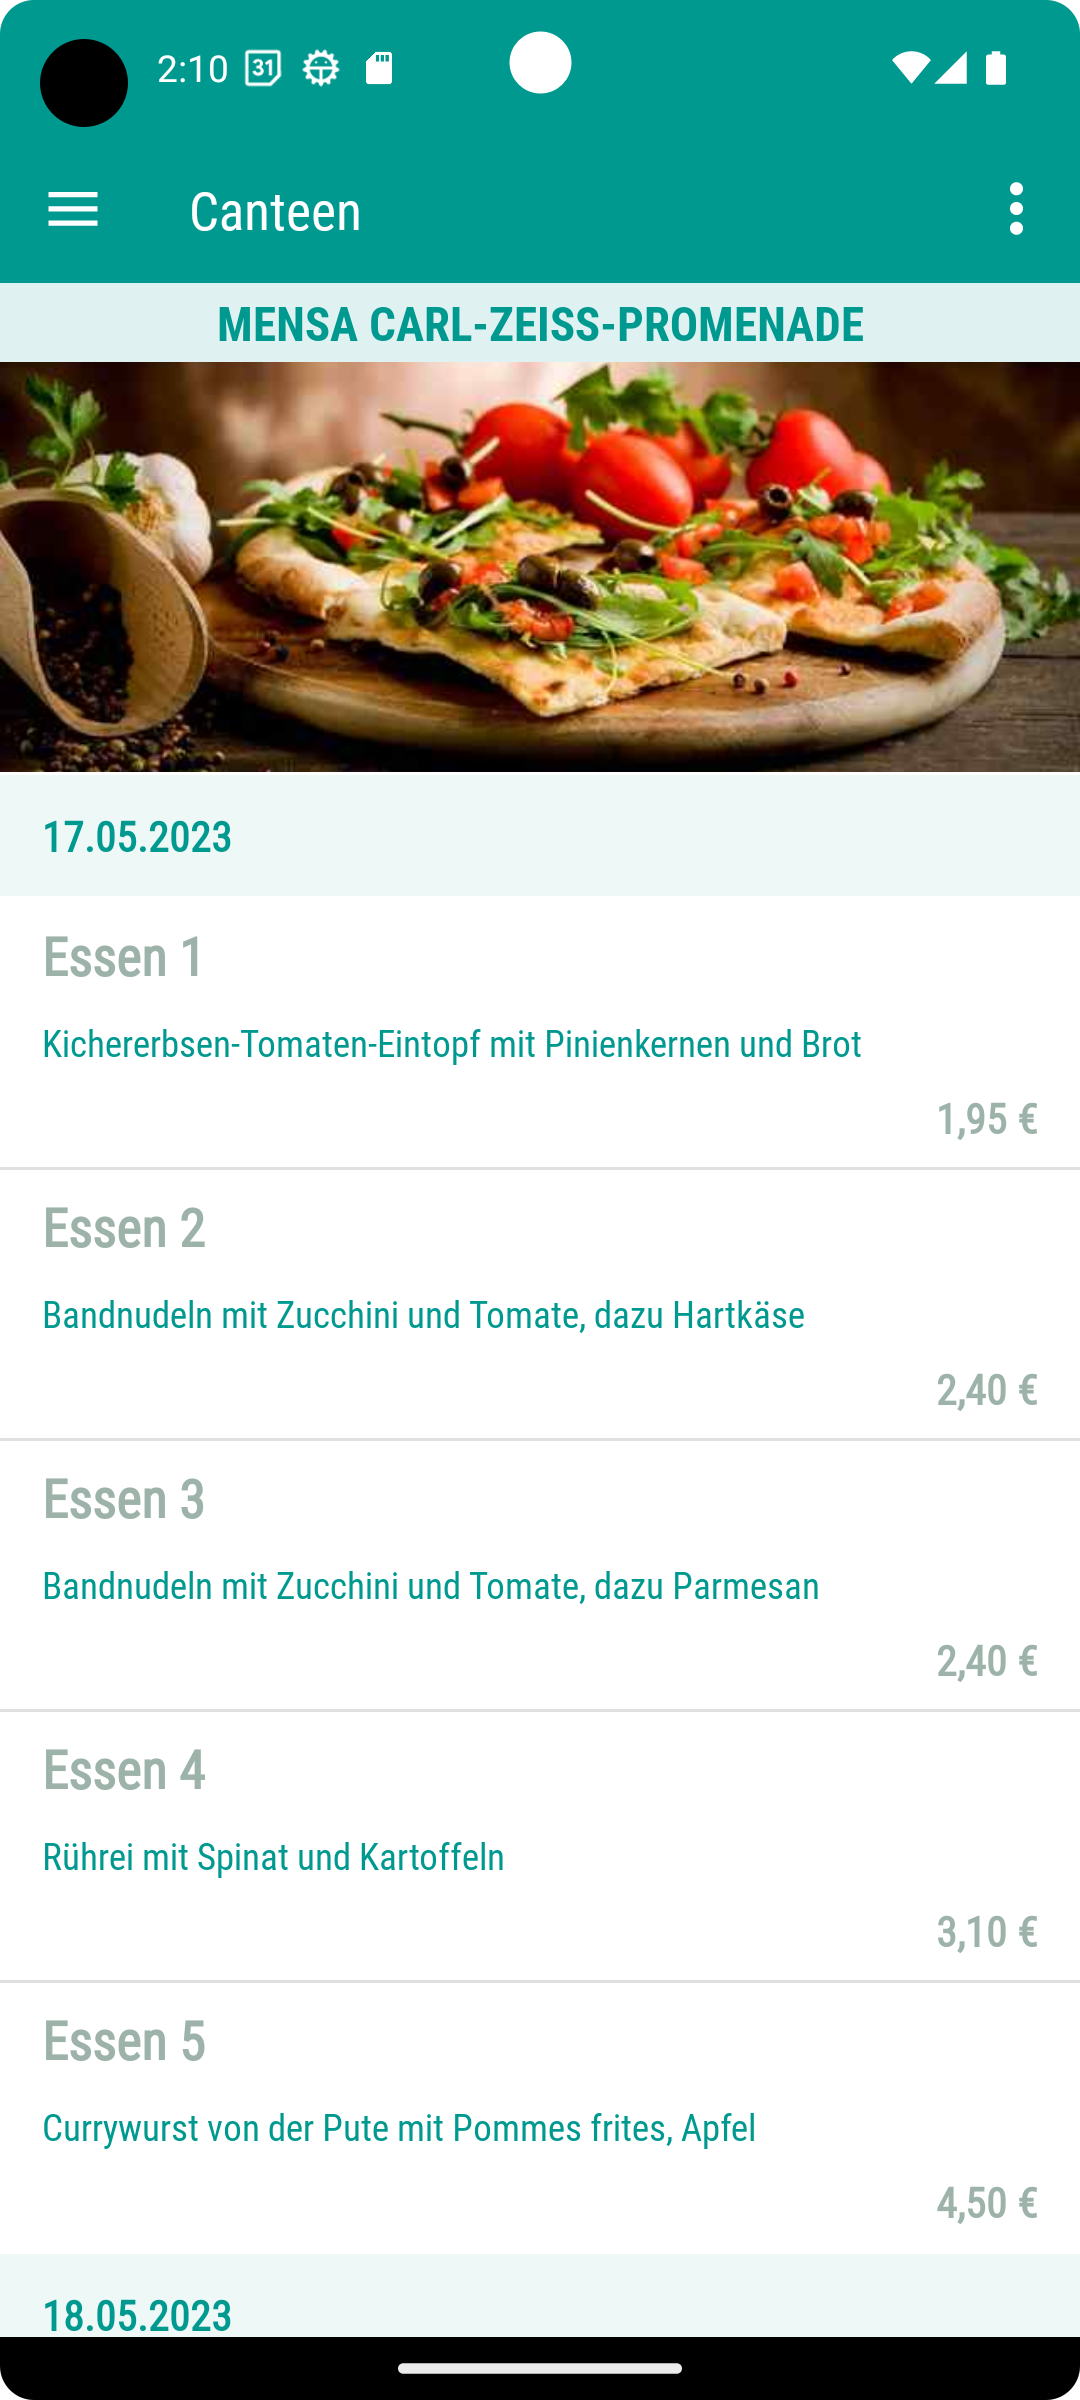 2:10
31
Canteen
MENSA CARL-ZEISS-PROMENADE
17.05.2023
Essen 1
Kichererbsen-Tomaten-Eintopf mit Pinienkernen und Brot
1,95 €
Essen 2
Bandnudeln mit Zucchini und Tomate, dazu Hartkäse
2,40 €
Essen 3
Bandnudeln mit Zucchini und Tomate, dazu Parmesan
2,40 €
Essen 4
Rührei mit Spinat und Kartoffeln
3,10 €
Essen 5
Currywurst von der Pute mit Pommes frites, Apfel
4,50 €
18.05.2023